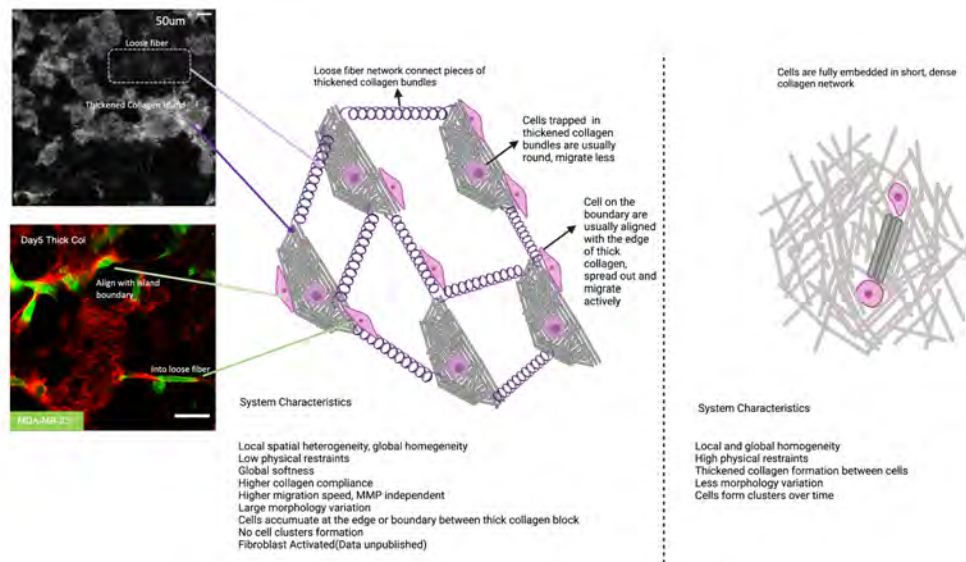 50um
Loose fiber
Thickened Collagen Island
Day5 Thick Col
Align with island
boundary
Into loose fiber
MDA-MB-231
Loose fiber network connect pieces of
thickened collagen bundles
Cells trapped in
thickened collagen
bundles are usually
round, migrate less
Cell on the
boundary are
usually aligned
with the edge
of thick
collagen,
spread out and
migrate
actively
System Characteristics
Local spatial heterogeneity, global homegeneity
Low physical restraints
Global softness
Higher collagen compliance
Higher migration speed, MMP independent
Large morphology variation
Cells accumuate at the edge or boundary between thick collagen block
No cell clusters formation
Fibroblast Activated(Data unpublished)
Cells are fully embedded in short, dense
collagen network
System Characteristics
Local and global homogeneity
High physical restraints
Thickened collagen formation between cells
Less morphology variation
Cells form clusters over time